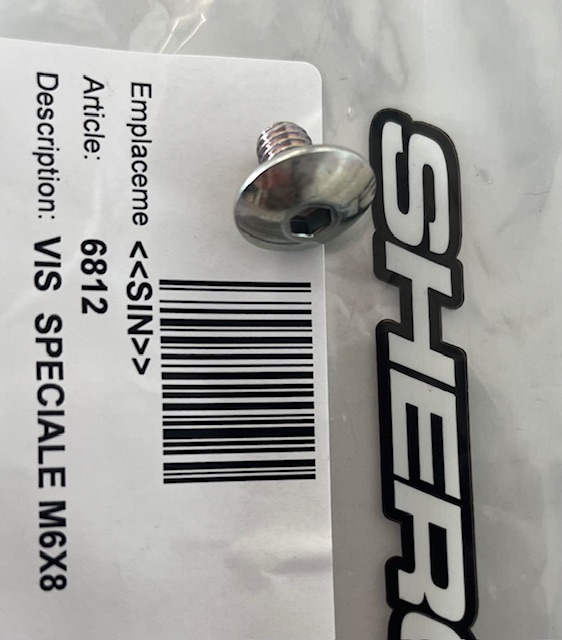 Emplaceme <<SIN>>
Article: 6812
Description: VIS SPECIALE M6X8
SHER